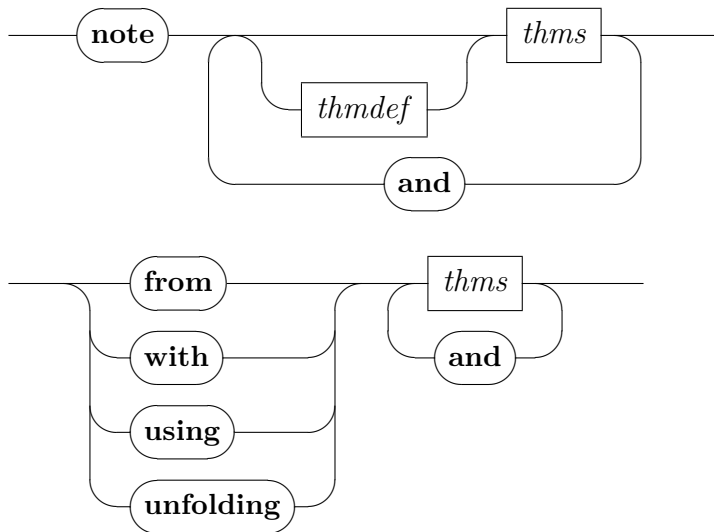 note thms
thmdef
and
from thms
with and
using
unfolding